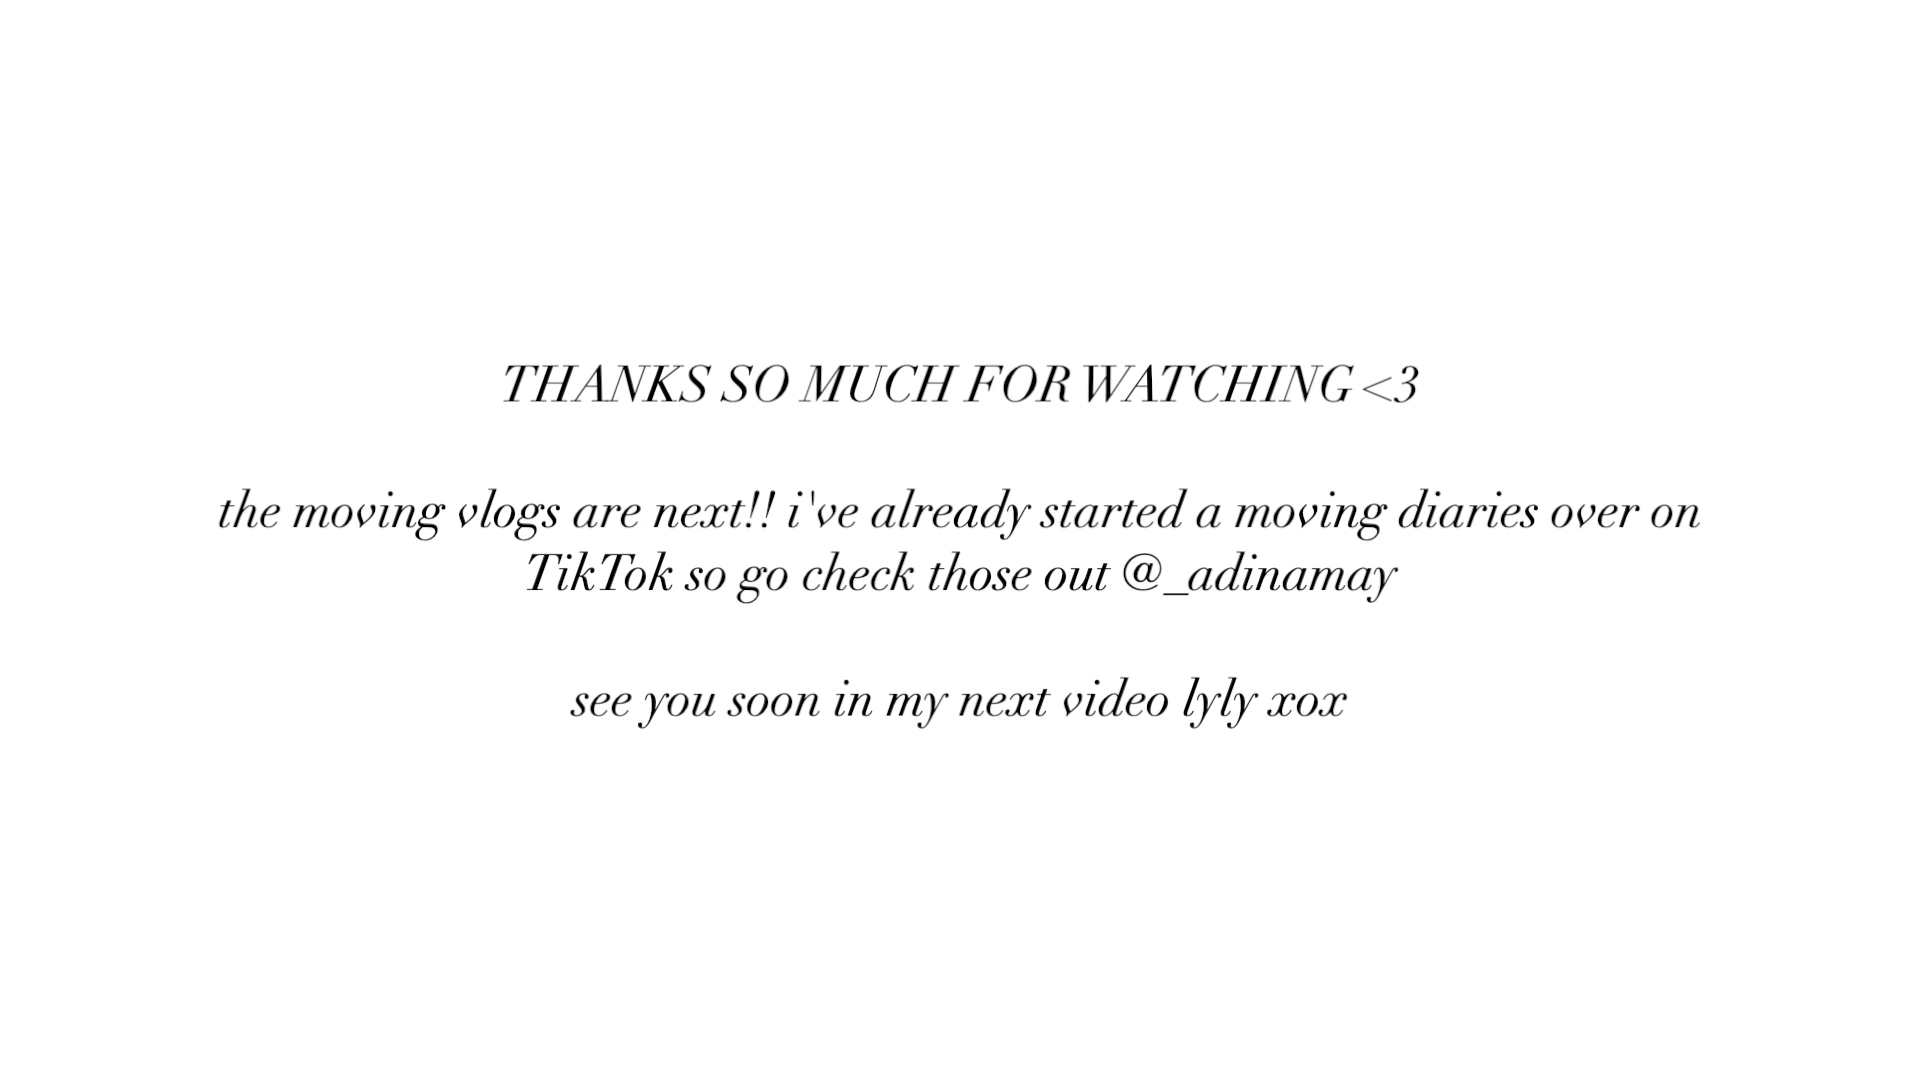 THANKS SO MUCH FOR WATCHING <3
the moving vlogs are next!! i've already started a moving diaries over on
TikTok so go check those out @_adinamay
see you soon in my next video lyly xox